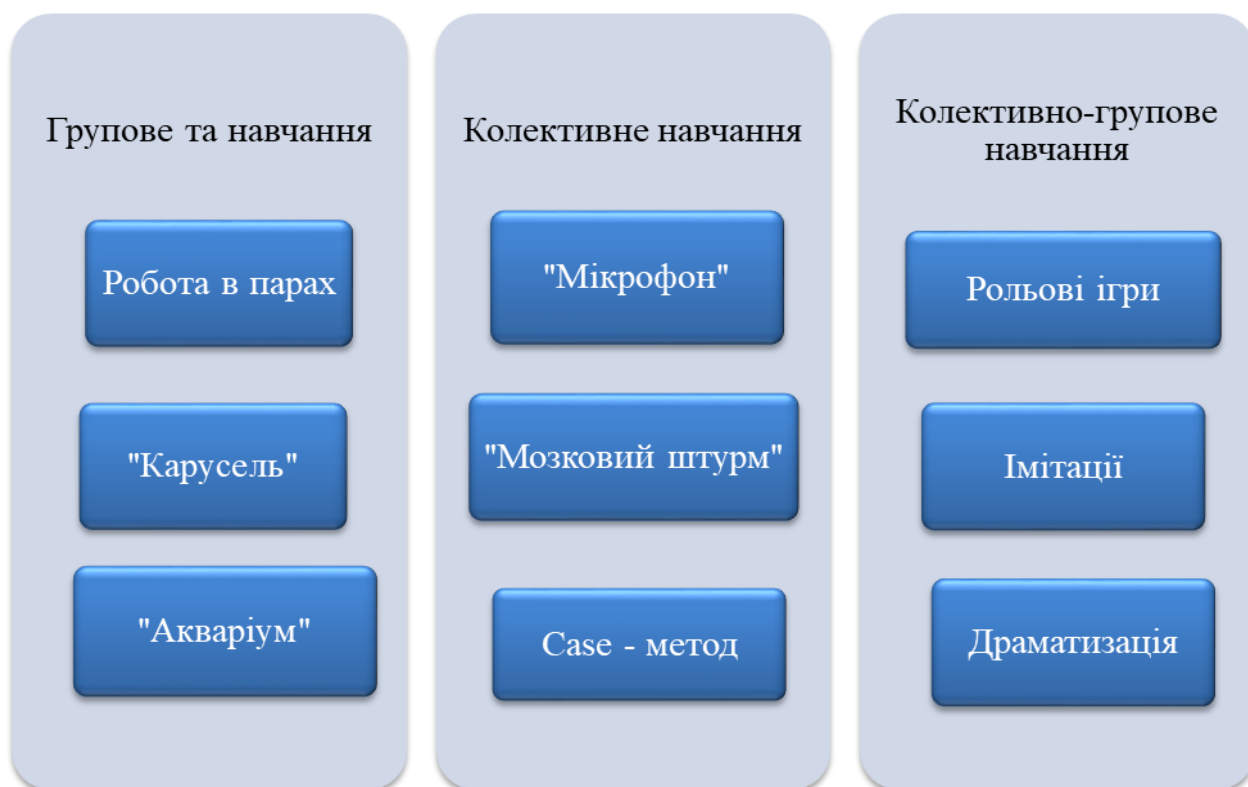 Групове та навчання
Робота в парах
"Карусель"
"Акваріум"
Колективне навчання
"Мікрофон"
"Мозковий штурм"
Case - метод
Колективно-групове
навчання
Рольові ігри
Імітації
Драматизація